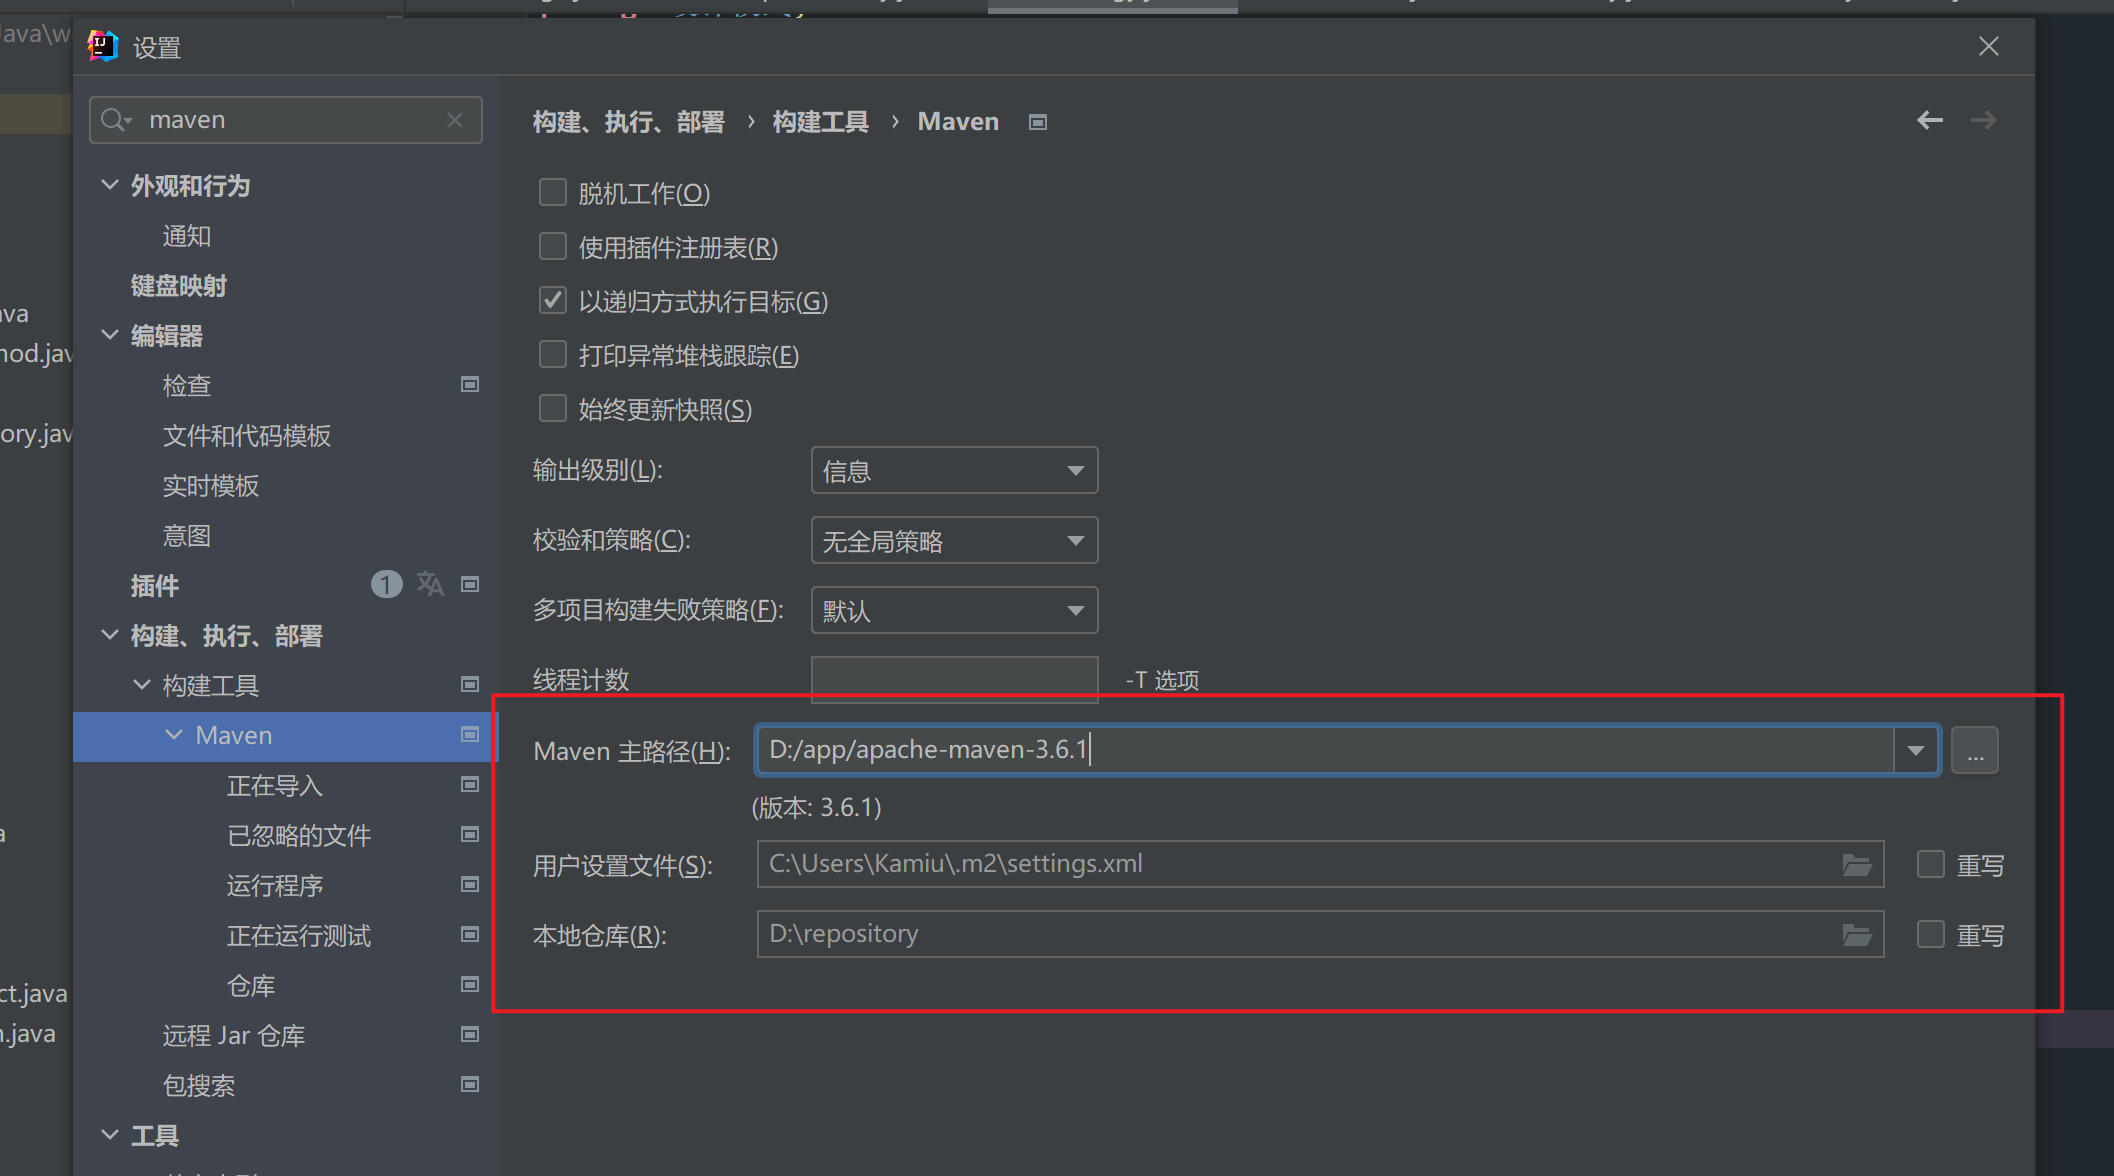 Java\w
设置
maven
外观和行为
通知
键盘映射
编辑器
检查
文件和代码模板
实时模板
意图
插件 1
构建、执行、部署
构建工具
Maven
正在导入
已忽略的文件
运行程序
正在运行测试
仓库
远程 Jar 仓库
包搜索
工具
构建、执行、部署 › 构建工具 › Maven
脱机工作(O)
使用插件注册表(R)
以递归方式执行目标(G)
打印异常堆栈跟踪(E)
始终更新快照(S)
输出级别(L): 信息
校验和策略(C): 无全局策略
多项目构建失败策略(F): 默认
线程计数 -T 选项
Maven 主路径(H): D:/app/apache-maven-3.6.1 ...
(版本: 3.6.1)
用户设置文件(S): C:\Users\Kamiu\.m2\settings.xml 重写
本地仓库(R): D:\repository 重写
ava
nod.jav
ory.jav
a
ct.java
.java